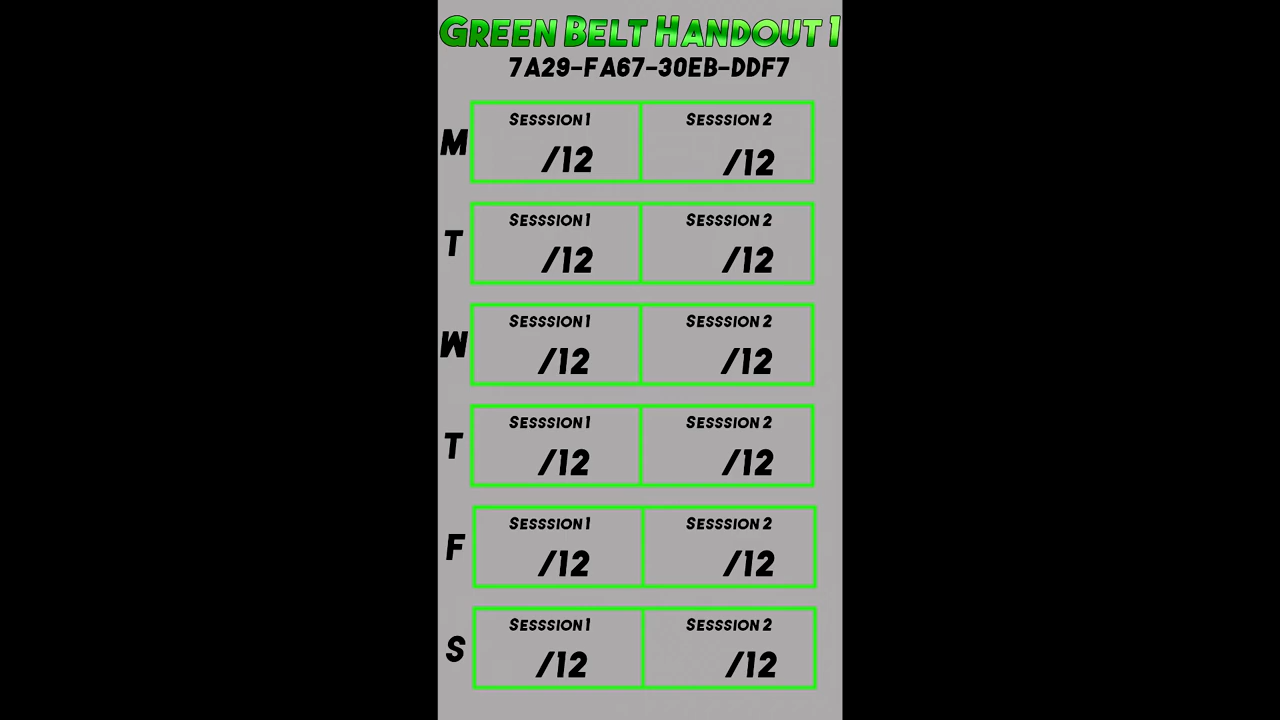 Green Belt Handout 1
7A29-FA67-30EB-DDF7
M
Sesssion 1 Sesssion 2
/12 /12
T
Sesssion 1 Sesssion 2
/12 /12
W
Sesssion 1 Sesssion 2
/12 /12
T
Sesssion 1 Sesssion 2
/12 /12
F
Sesssion 1 Sesssion 2
/12 /12
S
Sesssion 1 Sesssion 2
/12 /12